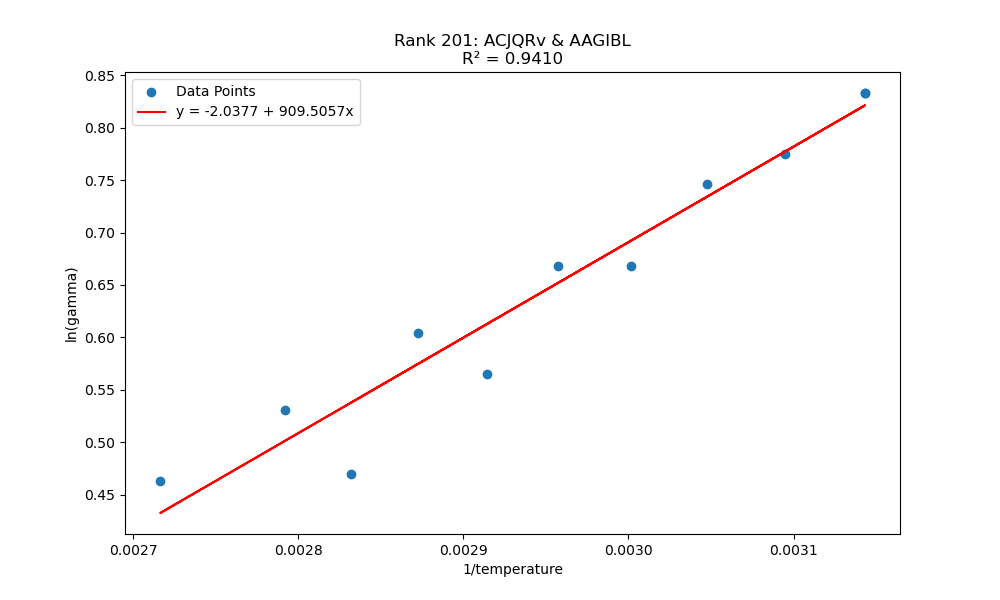 Rank 201: ACJQRv & AAGIBL
R² = 0.9410
Data Points
y = -2.0377 + 909.5057x
ln(gamma)
0.85
0.80
0.75
0.70
0.65
0.60
0.55
0.50
0.45
0.0027 0.0028 0.0029 0.0030 0.0031
1/temperature